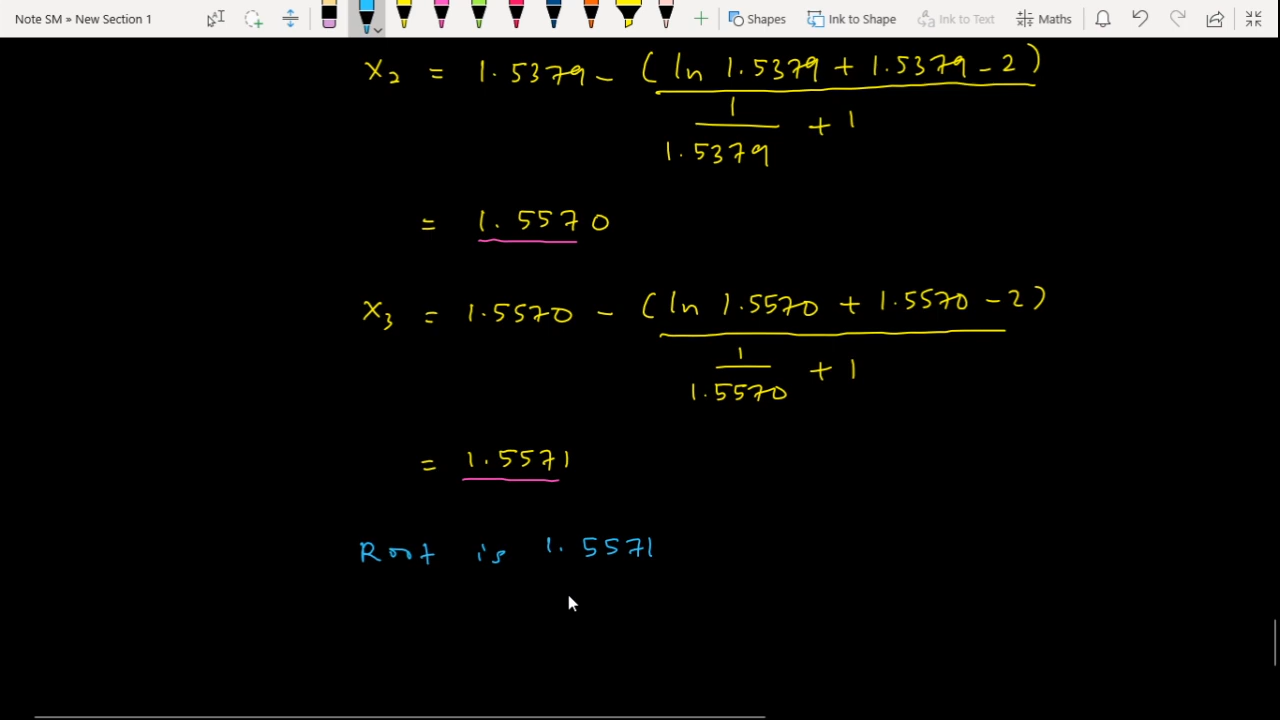 Note SM » New Section 1 Shapes Ink to Shape Ink to Text Maths
x₂ = 1.5379 - (ln 1.5379 + 1.5379 - 2)
1
+ 1
1.5379
= 1.5570
x₃ = 1.5570 - (ln 1.5570 + 1.5570 - 2)
1
+ 1
1.5570
= 1.5571
Root is 1.5571